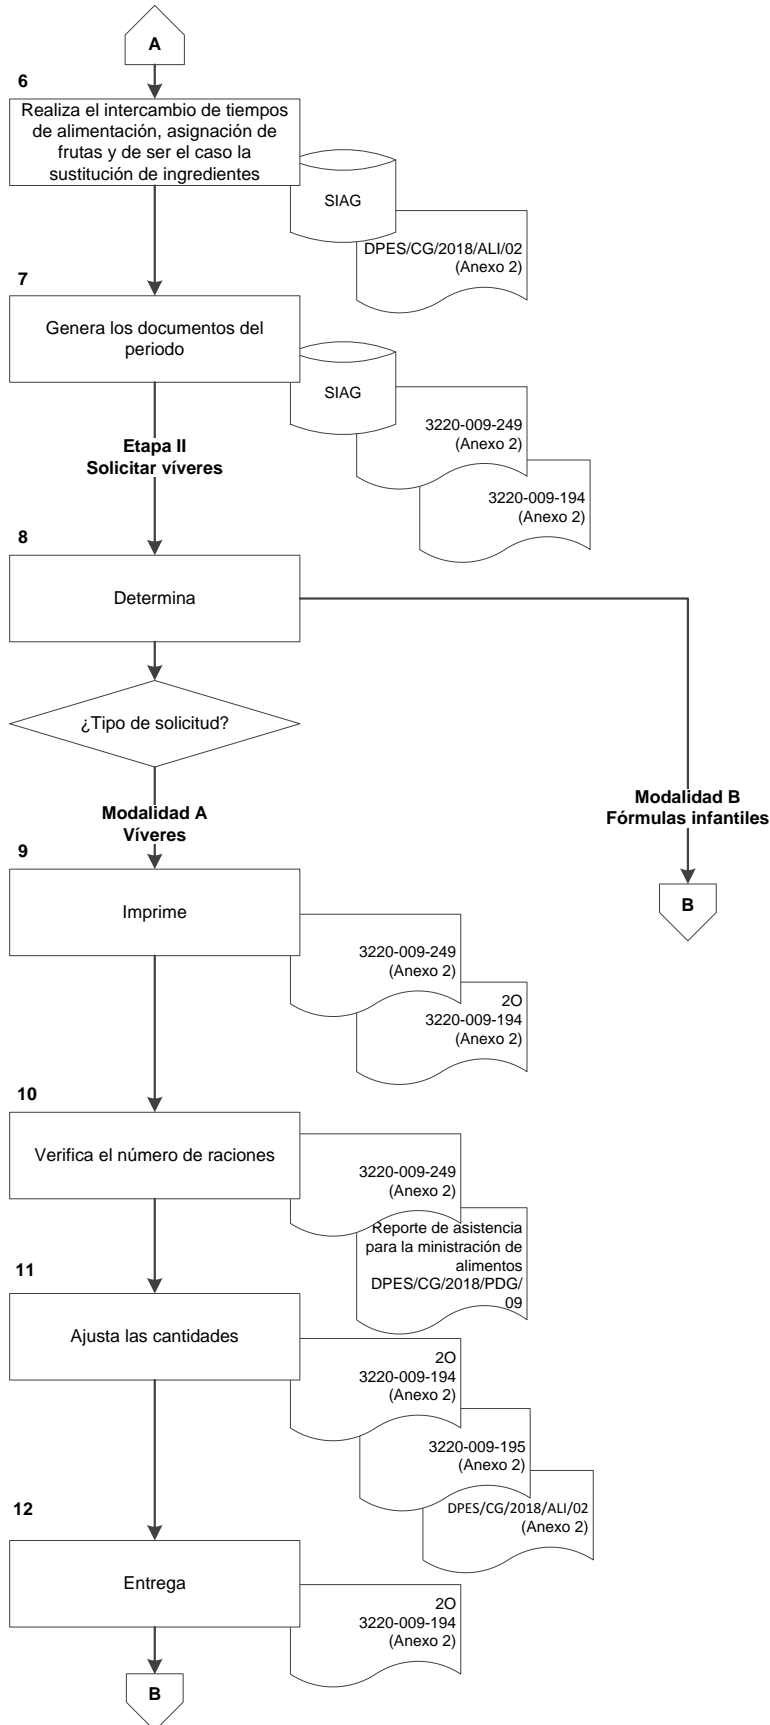 A
6
Realiza el intercambio de tiempos
de alimentación, asignación de
frutas y de ser el caso la
sustitución de ingredientes
SIAG
DPES/CG/2018/ALI/02
(Anexo 2)
7
Genera los documentos del
periodo
SIAG
3220-009-249
(Anexo 2)
3220-009-194
(Anexo 2)
Etapa II
Solicitar víveres
8
Determina
¿Tipo de solicitud?
Modalidad A
Víveres
Modalidad B
Fórmulas infantiles
B
9
Imprime
3220-009-249
(Anexo 2)
2O
3220-009-194
(Anexo 2)
10
Verifica el número de raciones
3220-009-249
(Anexo 2)
Reporte de asistencia
para la ministración de
alimentos
DPES/CG/2018/PDG/
09
11
Ajusta las cantidades
2O
3220-009-194
(Anexo 2)
3220-009-195
(Anexo 2)
DPES/CG/2018/ALI/02
(Anexo 2)
12
Entrega
2O
3220-009-194
(Anexo 2)
B